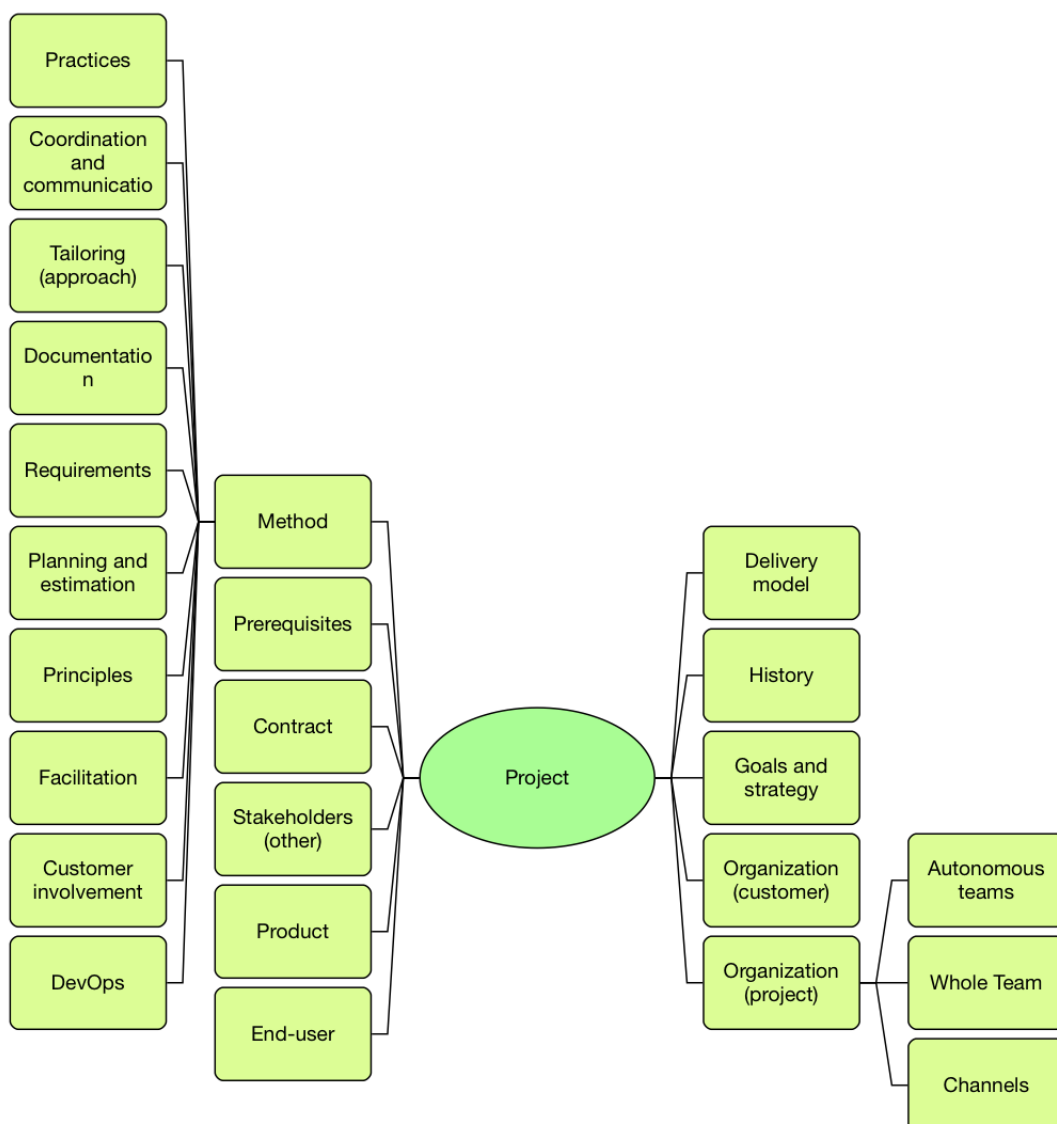 Practices
Coordination
and
communicatio
Tailoring
(approach)
Documentatio
n
Requirements
Planning and
estimation
Principles
Facilitation
Customer
involvement
DevOps
Method
Prerequisites
Contract
Stakeholders
(other)
Product
End-user
Project
Delivery
model
History
Goals and
strategy
Organization
(customer)
Organization
(project)
Autonomous
teams
Whole Team
Channels